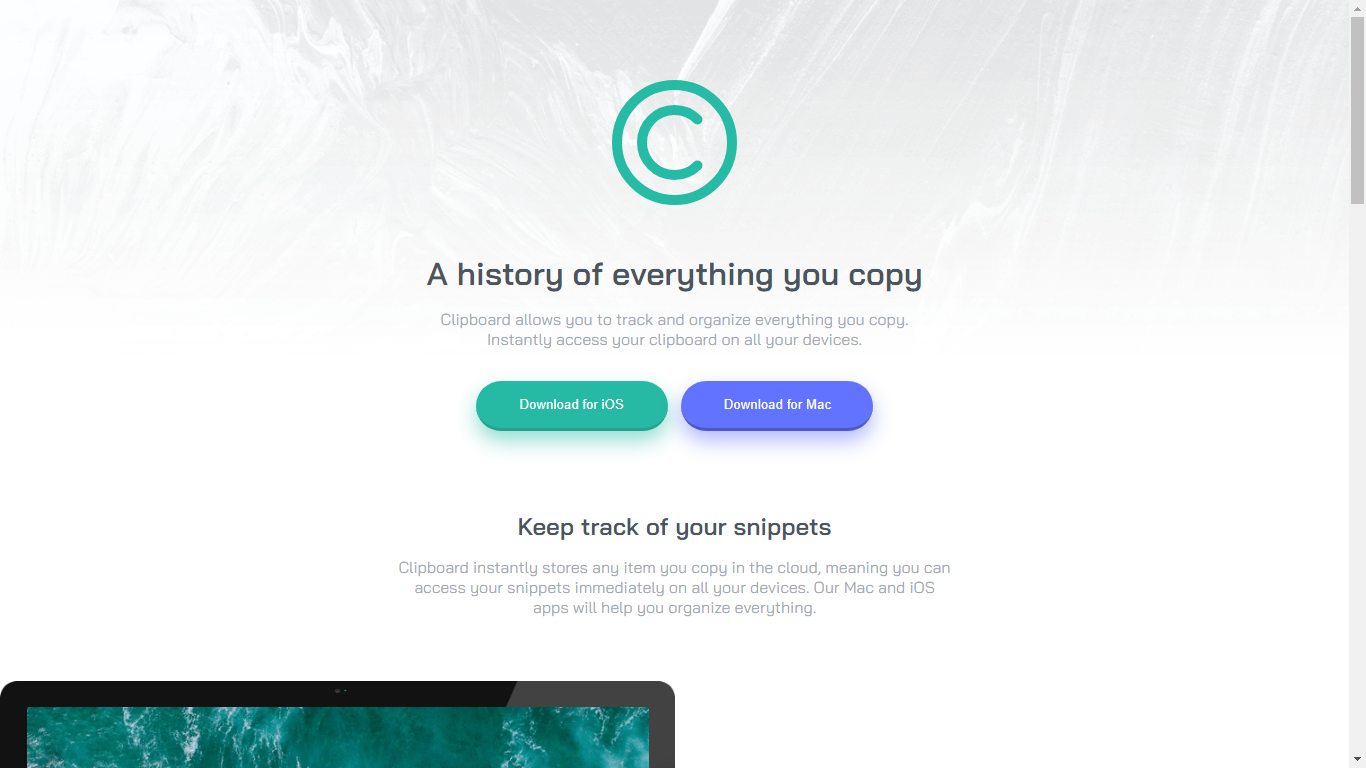 A history of everything you copy
Clipboard allows you to track and organize everything you copy.
Instantly access your clipboard on all your devices.
Download for iOS
Download for Mac
Keep track of your snippets
Clipboard instantly stores any item you copy in the cloud, meaning you can
access your snippets immediately on all your devices. Our Mac and iOS
apps will help you organize everything.